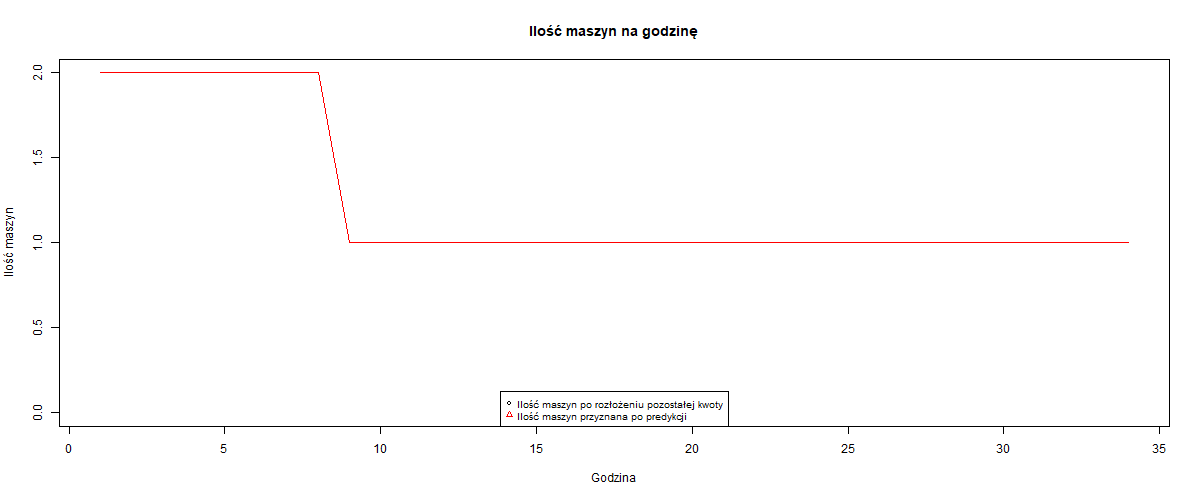 Ilość maszyn na godzinę
Ilość maszyn
2.0
1.5
1.0
0.5
0.0
Ilość maszyn po rozłożeniu pozostałej kwoty
Ilość maszyn przyznana po predykcji
0 5 10 15 20 25 30 35
Godzina